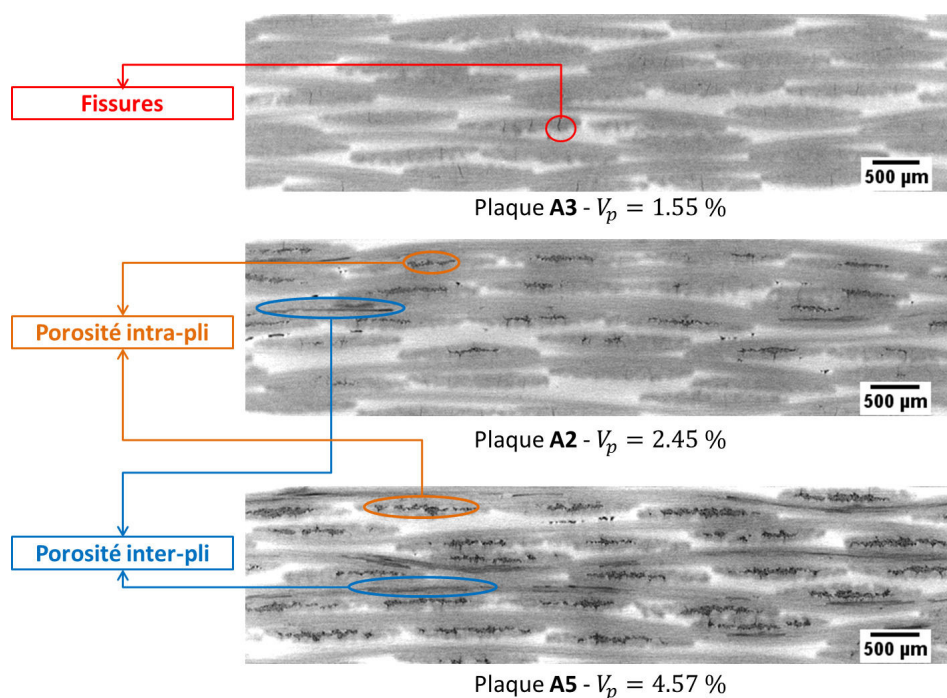 Fissures
500 µm
Plaque A3 - Vₚ = 1.55 %
Porosité intra-pli
500 µm
Plaque A2 - Vₚ = 2.45 %
Porosité inter-pli
500 µm
Plaque A5 - Vₚ = 4.57 %